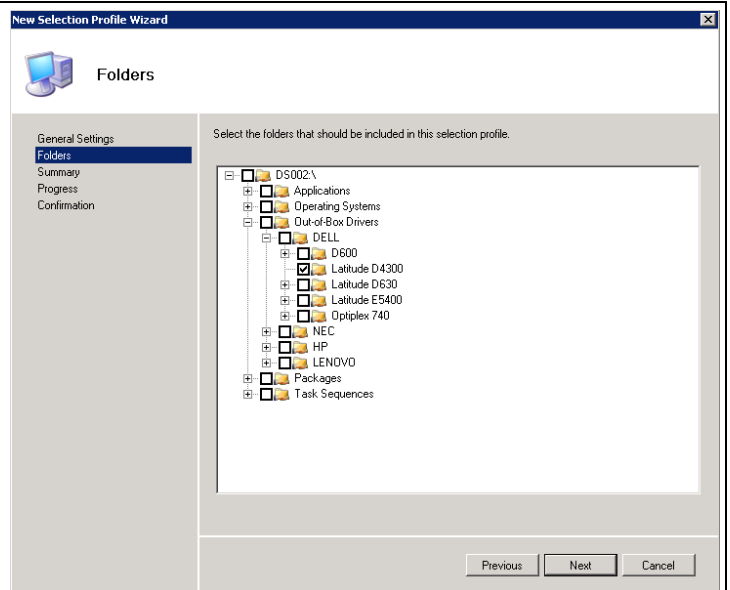 New Selection Profile Wizard
Folders
General Settings
Folders
Summary
Progress
Confirmation
Select the folders that should be included in this selection profile.
DS002:\
Applications
Operating Systems
Out-of-Box Drivers
DELL
D600
Latitude D4300
Latitude D630
Latitude E5400
Optiplex 740
NEC
HP
LENOVO
Packages
Task Sequences
Previous Next Cancel